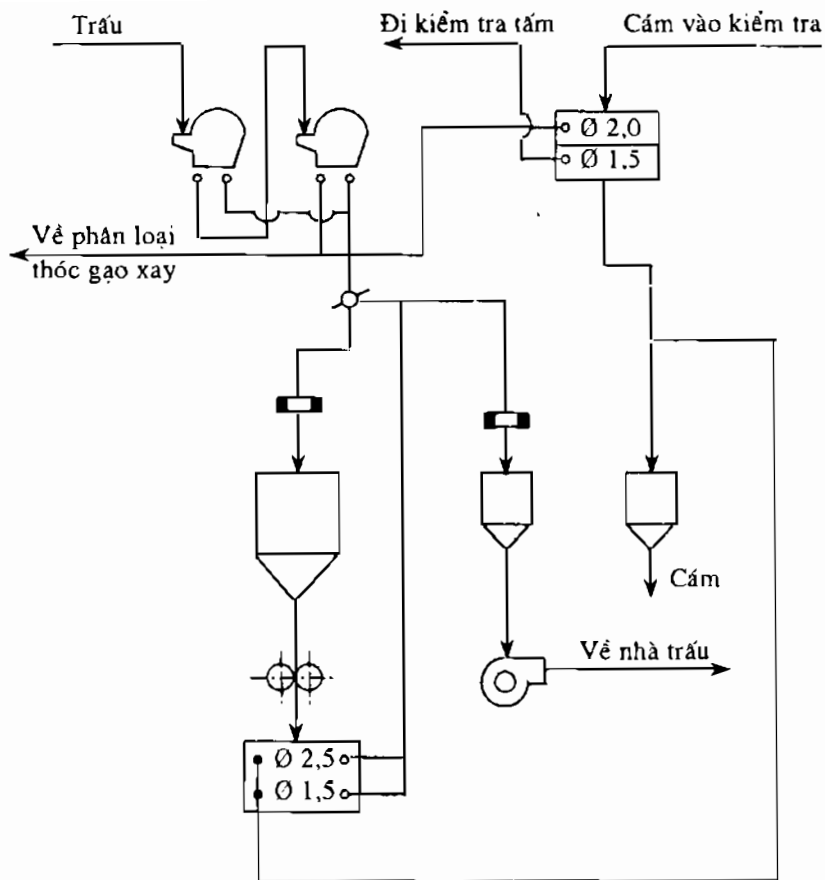 Trấu
Đi kiểm tra tấm
Cám vào kiểm tra
Ø 2,0
Ø 1,5
Về phân loại
thóc gạo xay
Cám
Về nhà trấu
Ø 2,5
Ø 1,5